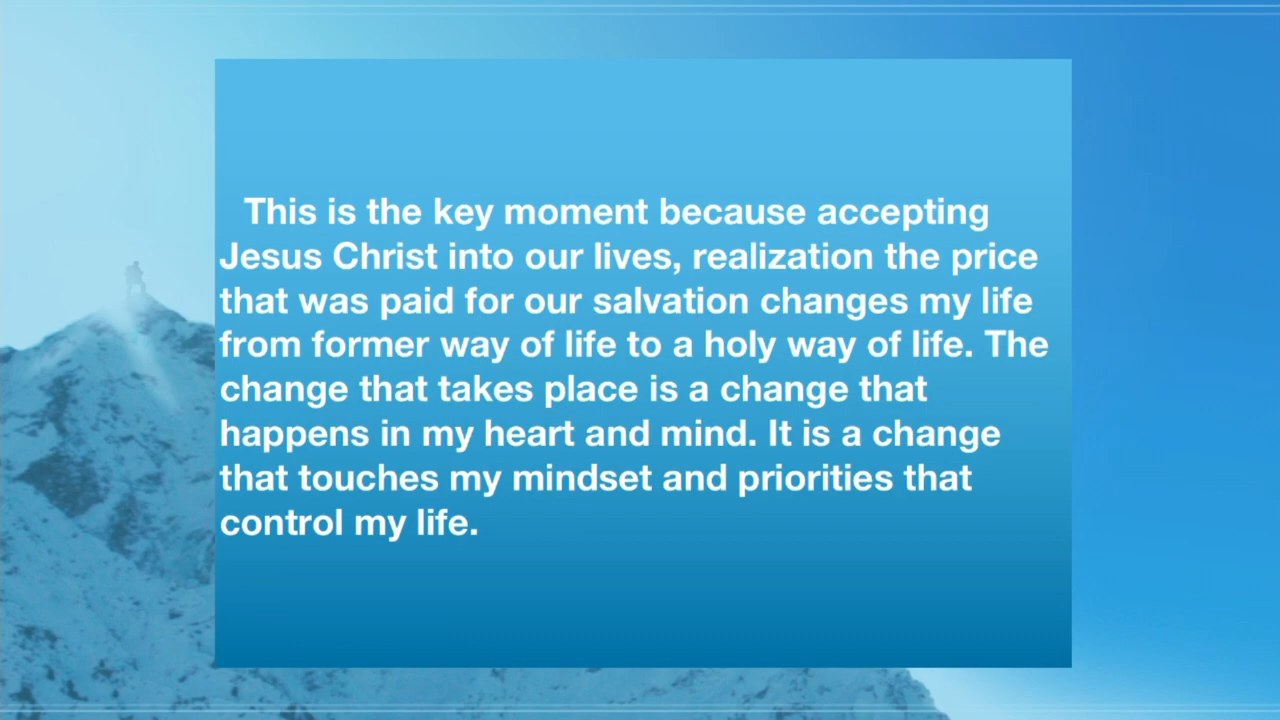 This is the key moment because accepting
Jesus Christ into our lives, realization the price
that was paid for our salvation changes my life
from former way of life to a holy way of life. The
change that takes place is a change that
happens in my heart and mind. It is a change
that touches my mindset and priorities that
control my life.